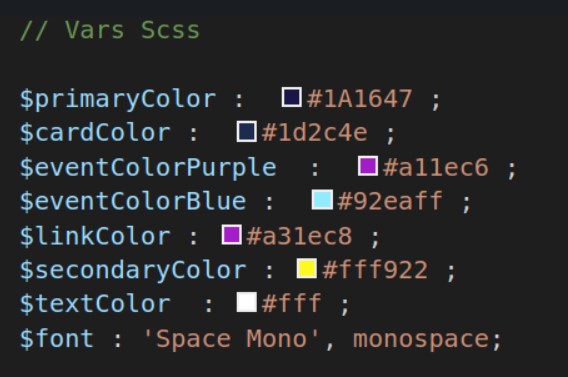 // Vars Scss
$primaryColor :  #1A1647 ;
$cardColor :  #1d2c4e ;
$eventColorPurple  :  #a11ec6 ;
$eventColorBlue :  #92eaff ;
$linkColor : #a31ec8 ;
$secondaryColor : #fff922 ;
$textColor  : #fff ;
$font : 'Space Mono', monospace;